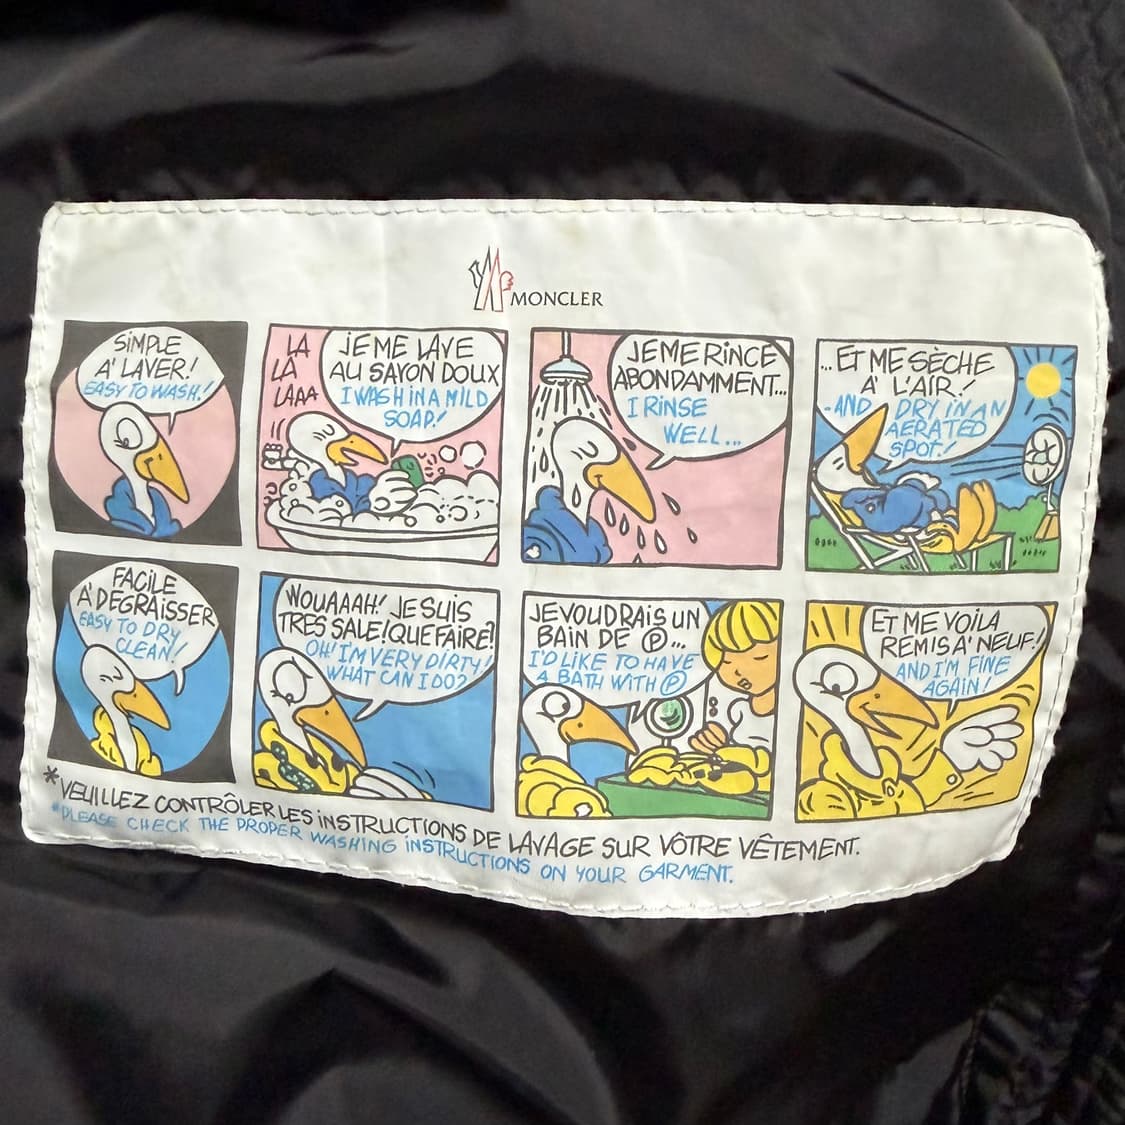 MONCLER
SIMPLE
A' LAVER!
EASY TO WASH!
LA
LA
LAAA
JE ME LAVE
AU SAVON DOUX
I WASH IN A MILD
SOAP!
JE ME RINCE
ABONDAMMENT...
I RINSE
WELL...
...ET ME SÈCHE
A' L'AIR!
..AND DRY IN AN
AERATED
SPOT!
FACILE
A' DEGRAISSER
EASY TO DRY
CLEAN!
WOUAAAH! JE SUIS
TRES SALE! QUE FAIRE?
OH! I'M VERY DIRTY!
WHAT CAN I DO?
JE VOUDRAIS UN
BAIN DE Ⓟ...
I'D LIKE TO HAVE
A BATH WITH Ⓟ
ET ME VOILA
REMIS A' NEUF!
AND I'M FINE
AGAIN!
*VEUILLEZ CONTRÔLER LES INSTRUCTIONS DE LAVAGE SUR VÔTRE VÊTEMENT.
*PLEASE CHECK THE PROPER WASHING INSTRUCTIONS ON YOUR GARMENT.